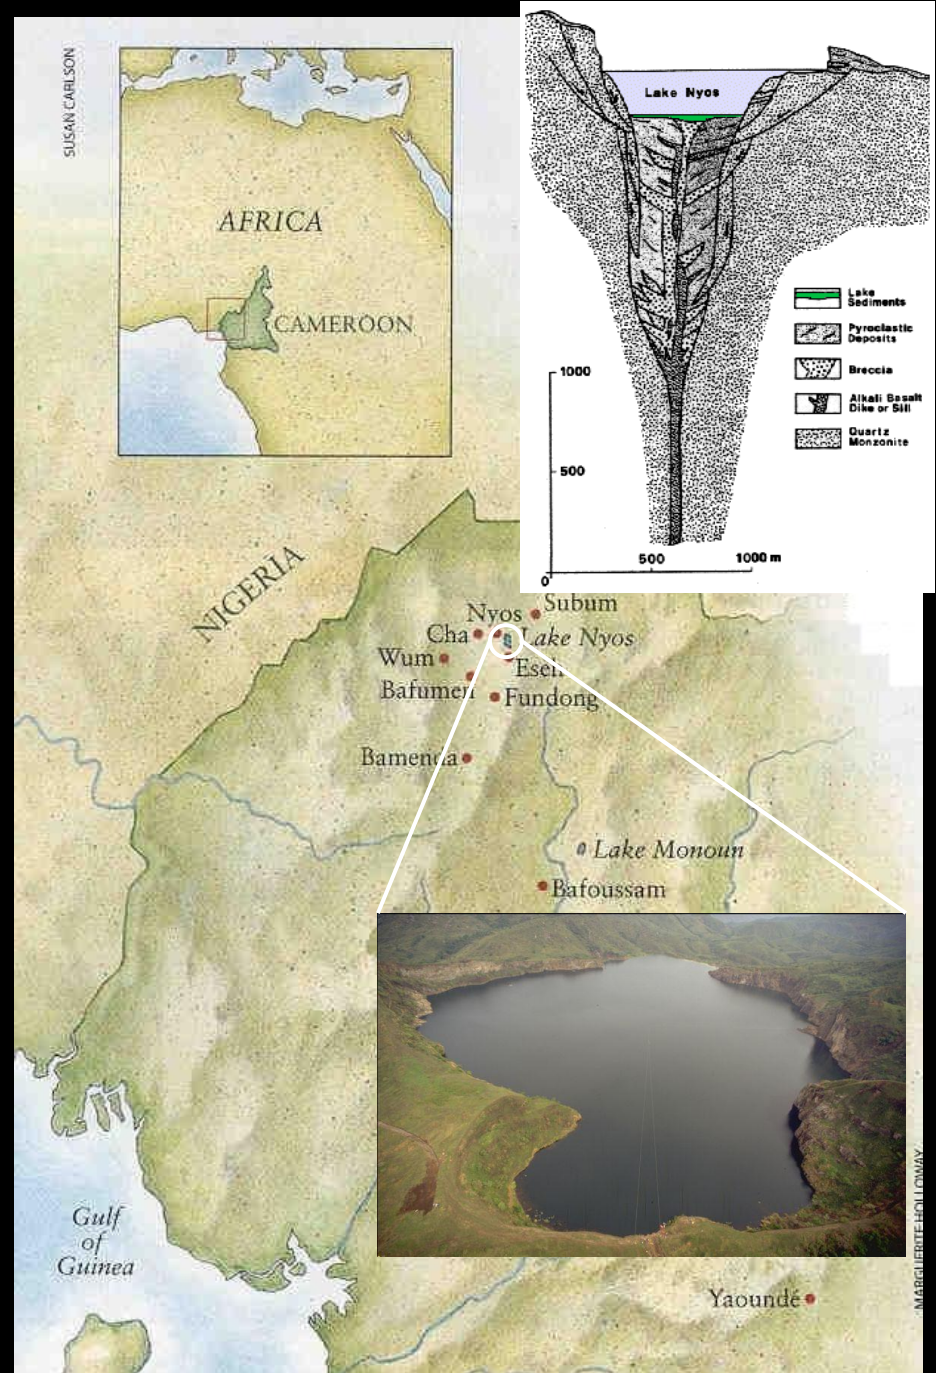 SUSAN CARLSON
AFRICA
CAMEROON
Lake Nyos
Lake
Sediments
Pyroclastic
Deposits
Breccia
Alkali Basalt
Dike or Sill
Quartz
Monzonite
1000
500
0
500
1000 m
NIGERIA
Subum
Nyos
Cha
Lake Nyos
Wum
Eseh
Bafumen
Fundong
Bamenda
Lake Monoun
Bafoussam
Gulf
of
Guinea
Yaoundé
MARGUERITE HOLLOWAY